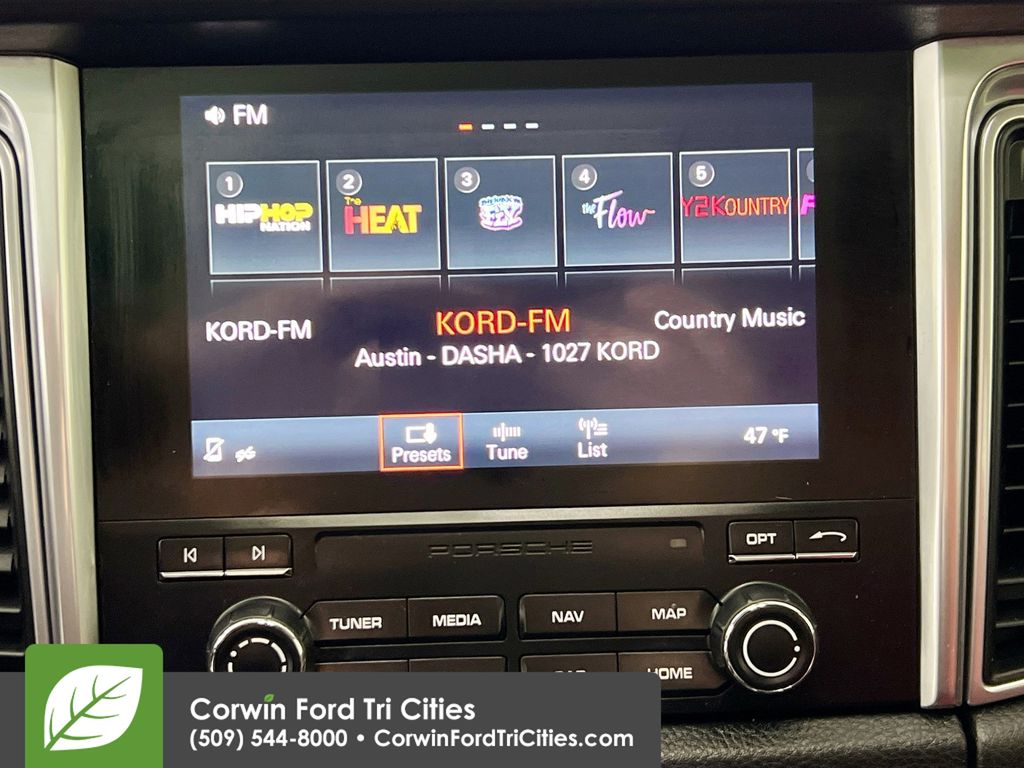 FM
1
HIPHOP
NATION
2
The
HEAT
3
4
the Flow
5
Y2KOUNTRY
KORD-FM
KORD-FM
Country Music
Austin - DASHA - 1027 KORD
Presets
Tune
List
47 °F
PORSCHE
OPT
TUNER
MEDIA
NAV
MAP
HOME
Corwin Ford Tri Cities
(509) 544-8000 • CorwinFordTriCities.com